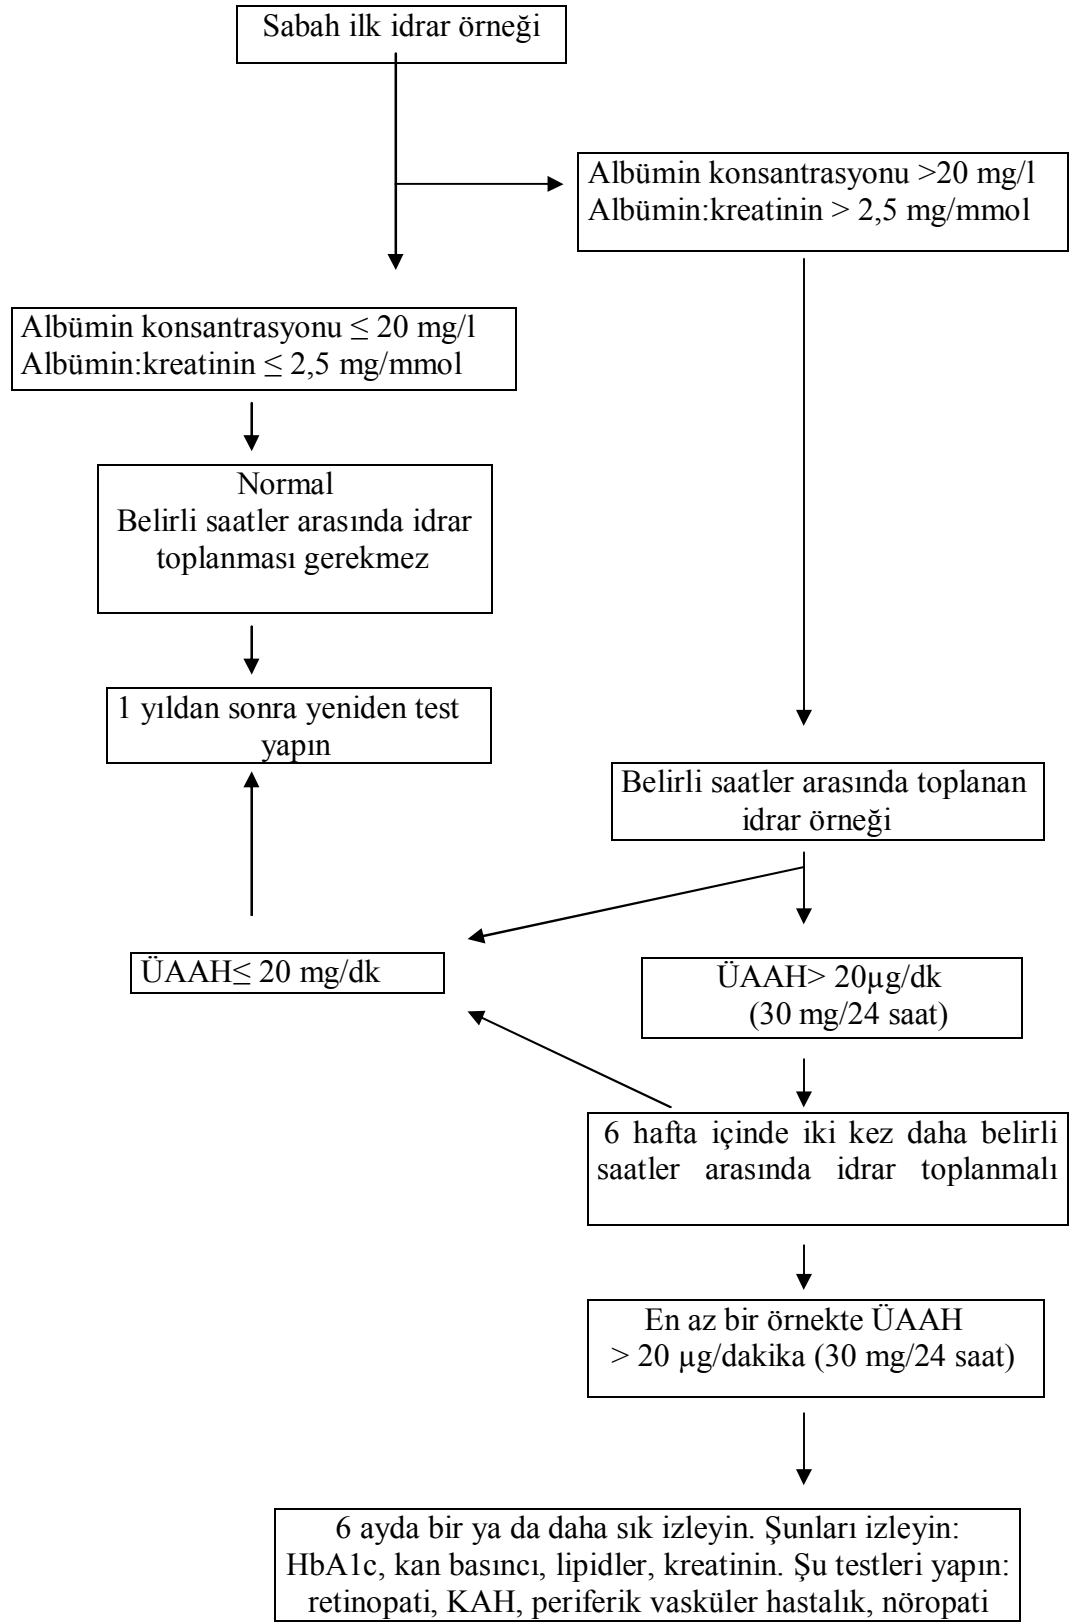 Sabah ilk idrar örneği
Albümin konsantrasyonu >20 mg/l
Albümin:kreatinin > 2,5 mg/mmol
Albümin konsantrasyonu ≤ 20 mg/l
Albümin:kreatinin ≤ 2,5 mg/mmol
Normal
Belirli saatler arasında idrar
toplanması gerekmez
1 yıldan sonra yeniden test
yapın
Belirli saatler arasında toplanan
idrar örneği
ÜAAH≤ 20 mg/dk
ÜAAH> 20µg/dk
(30 mg/24 saat)
6 hafta içinde iki kez daha belirli
saatler arasında idrar toplanmalı
En az bir örnekte ÜAAH
> 20 µg/dakika (30 mg/24 saat)
6 ayda bir ya da daha sık izleyin. Şunları izleyin:
HbA1c, kan basıncı, lipidler, kreatinin. Şu testleri yapın:
retinopati, KAH, periferik vasküler hastalık, nöropati